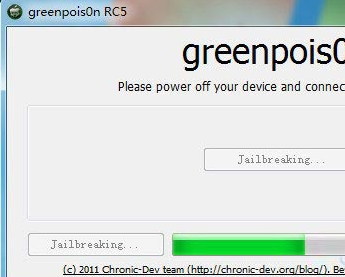 greenpois0n RC5
greenpois0
Please power off your device and connec
Jailbreaking...
Jailbreaking...
(c) 2011 Chronic-Dev team (http://chronic-dev.org/blog/). Be